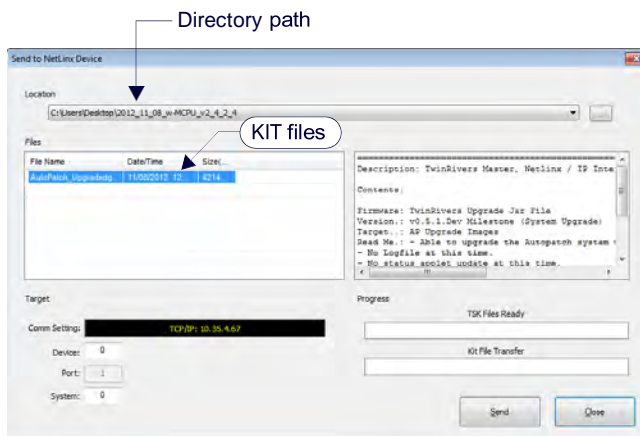 Directory path
Send to NetLinx Device
Location
C:\Users\Desktop\2012_11_08_w-MCPU_v2_4_2_4
KIT files
Files
File Name Date/Time Size(...
11/08/2012 12... 4214...
Description: TwinRivers Master, Netlinx / IP Inte
Contents:
Firmware: TwinRivers Upgrade Jar File
Version.: v0.5.1.Dev Milestone (System Upgrade)
Target..: AP Upgrade Images
Read Me.: - Able to upgrade the Autopatch system
- No Logfile at this time.
- No status applet update at this time.
Target
Comm Setting: TCP/IP: 10.35.4.67
Device: 0
Port: 1
System: 0
Progress
TSK Files Ready
Kit File Transfer
Send Close